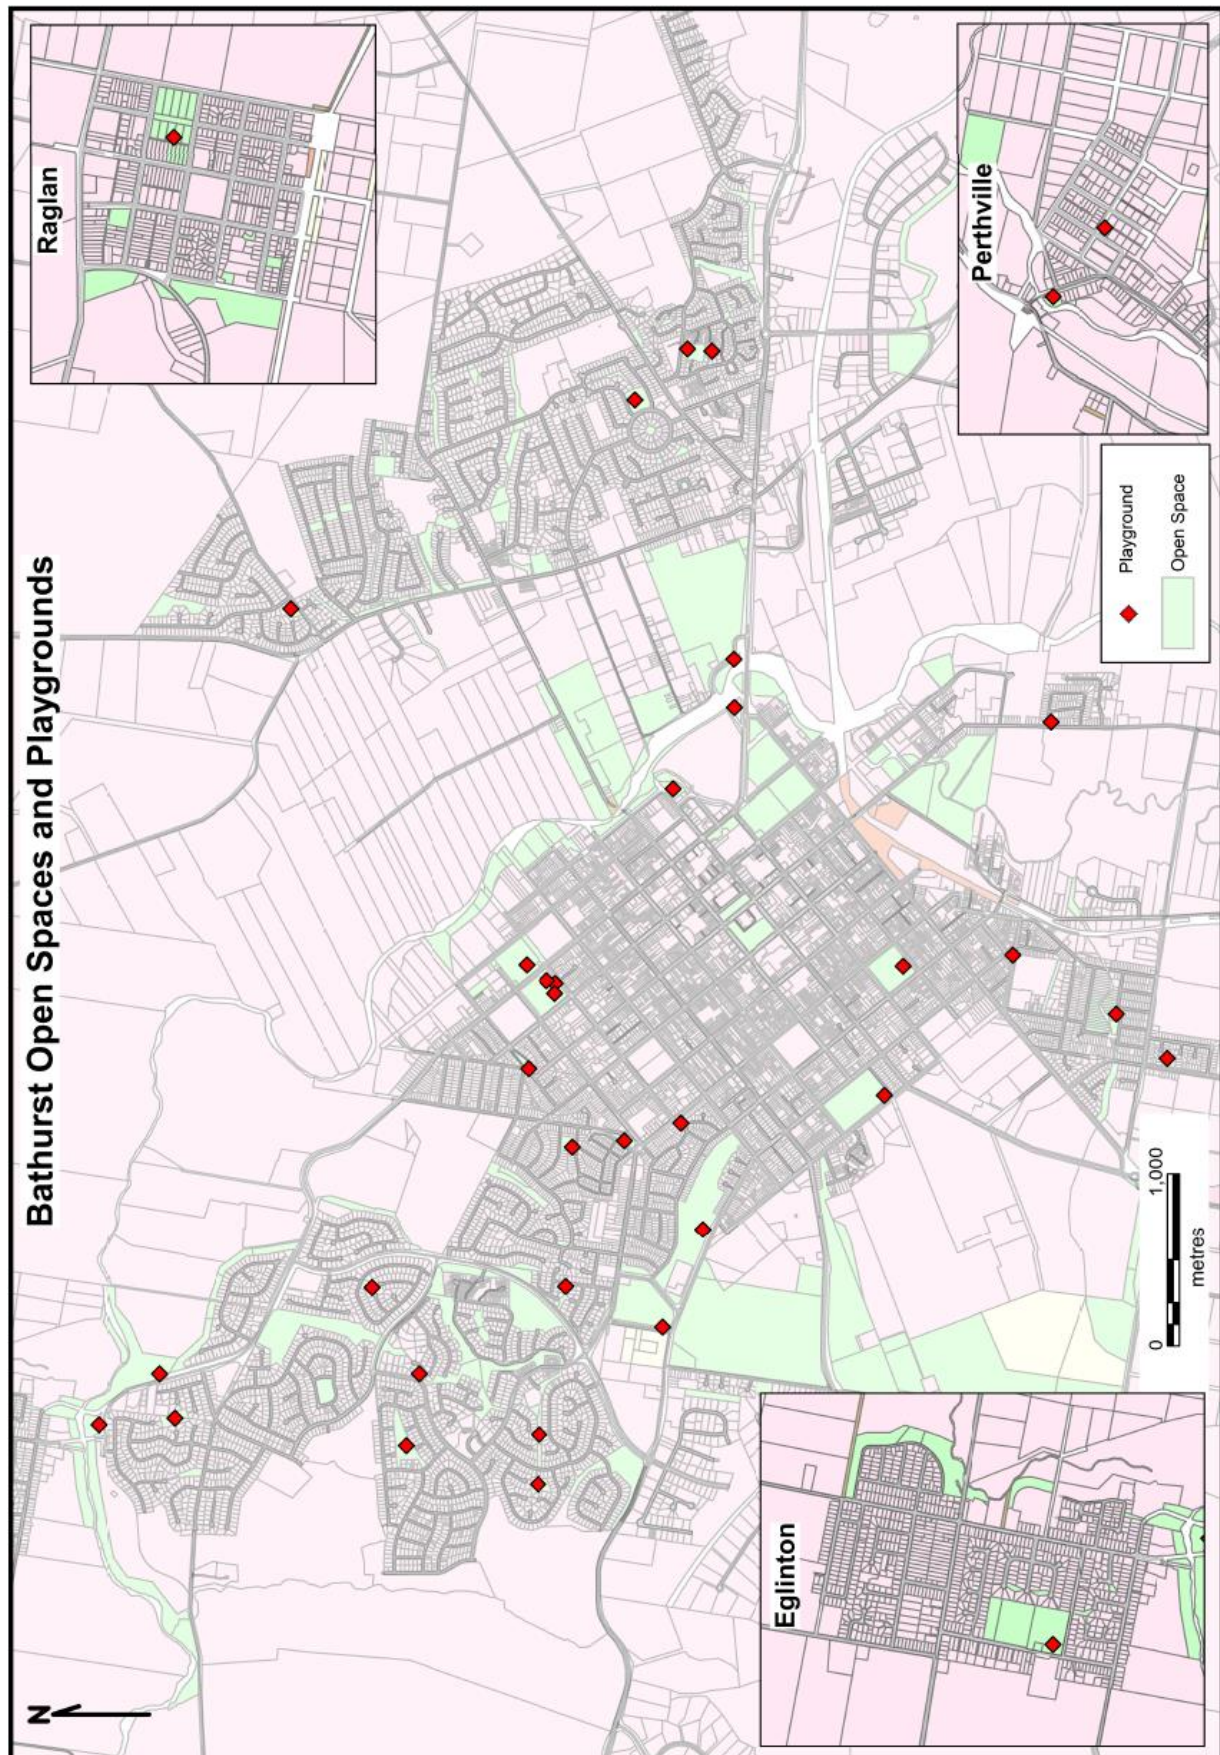 Bathurst Open Spaces and Playgrounds
N
Raglan
Eglinton
Perthville
0 1,000
metres
Playground
Open Space